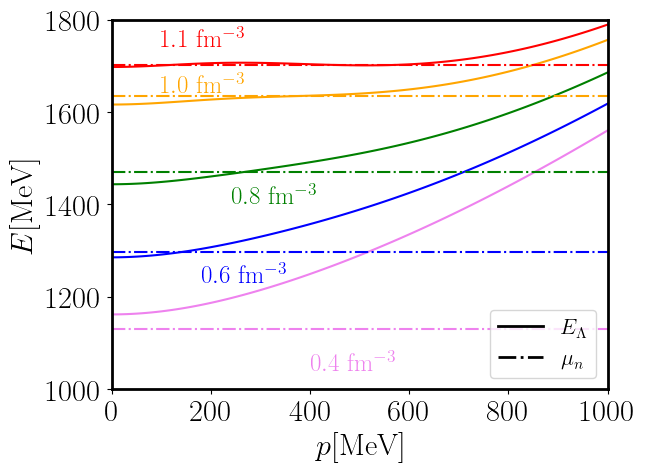 1800
1600
1400
1200
1000
E[MeV]
1.1 fm⁻³
1.0 fm⁻³
0.8 fm⁻³
0.6 fm⁻³
0.4 fm⁻³
E_Λ
μ_n
0 200 400 600 800 1000
p[MeV]